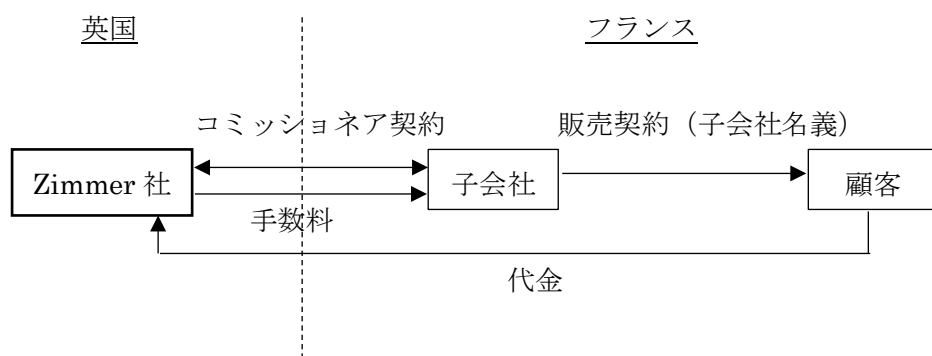 英国
フランス
コミッショネア契約
販売契約（子会社名義）
Zimmer 社
子会社
顧客
手数料
代金